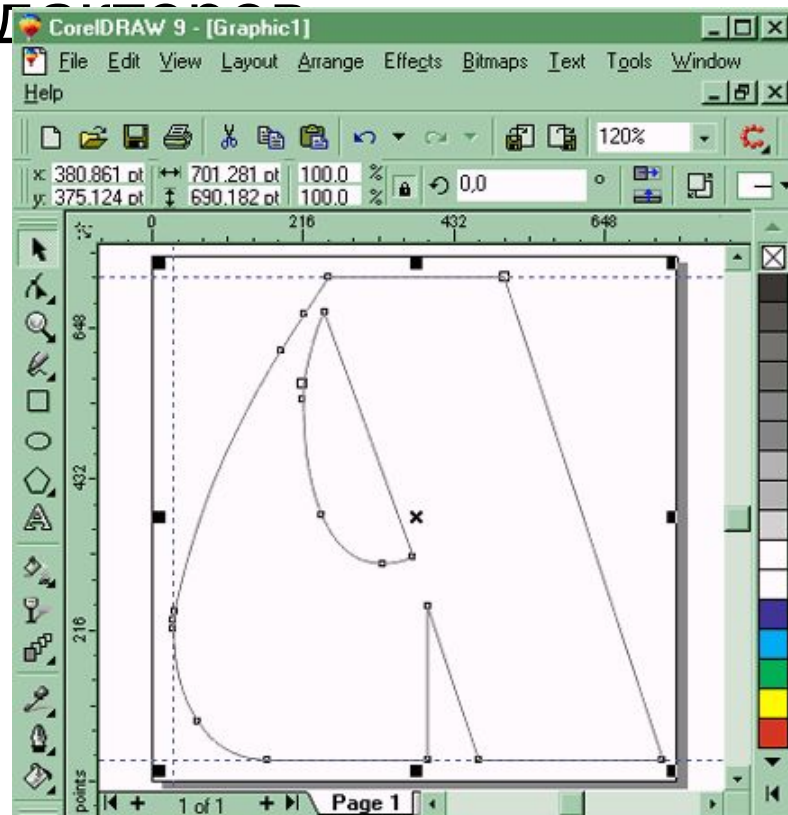 CorelDRAW 9 - [Graphic1]
File Edit View Layout Arrange Effects Bitmaps Text Tools Window
Help
120%
x: 380.861 pt 701.281 pt 100.0 % 0,0 °
y: 375.124 pt 690.182 pt 100.0 %
0 216 432 648
648
432
216
points
1 of 1 Page 1